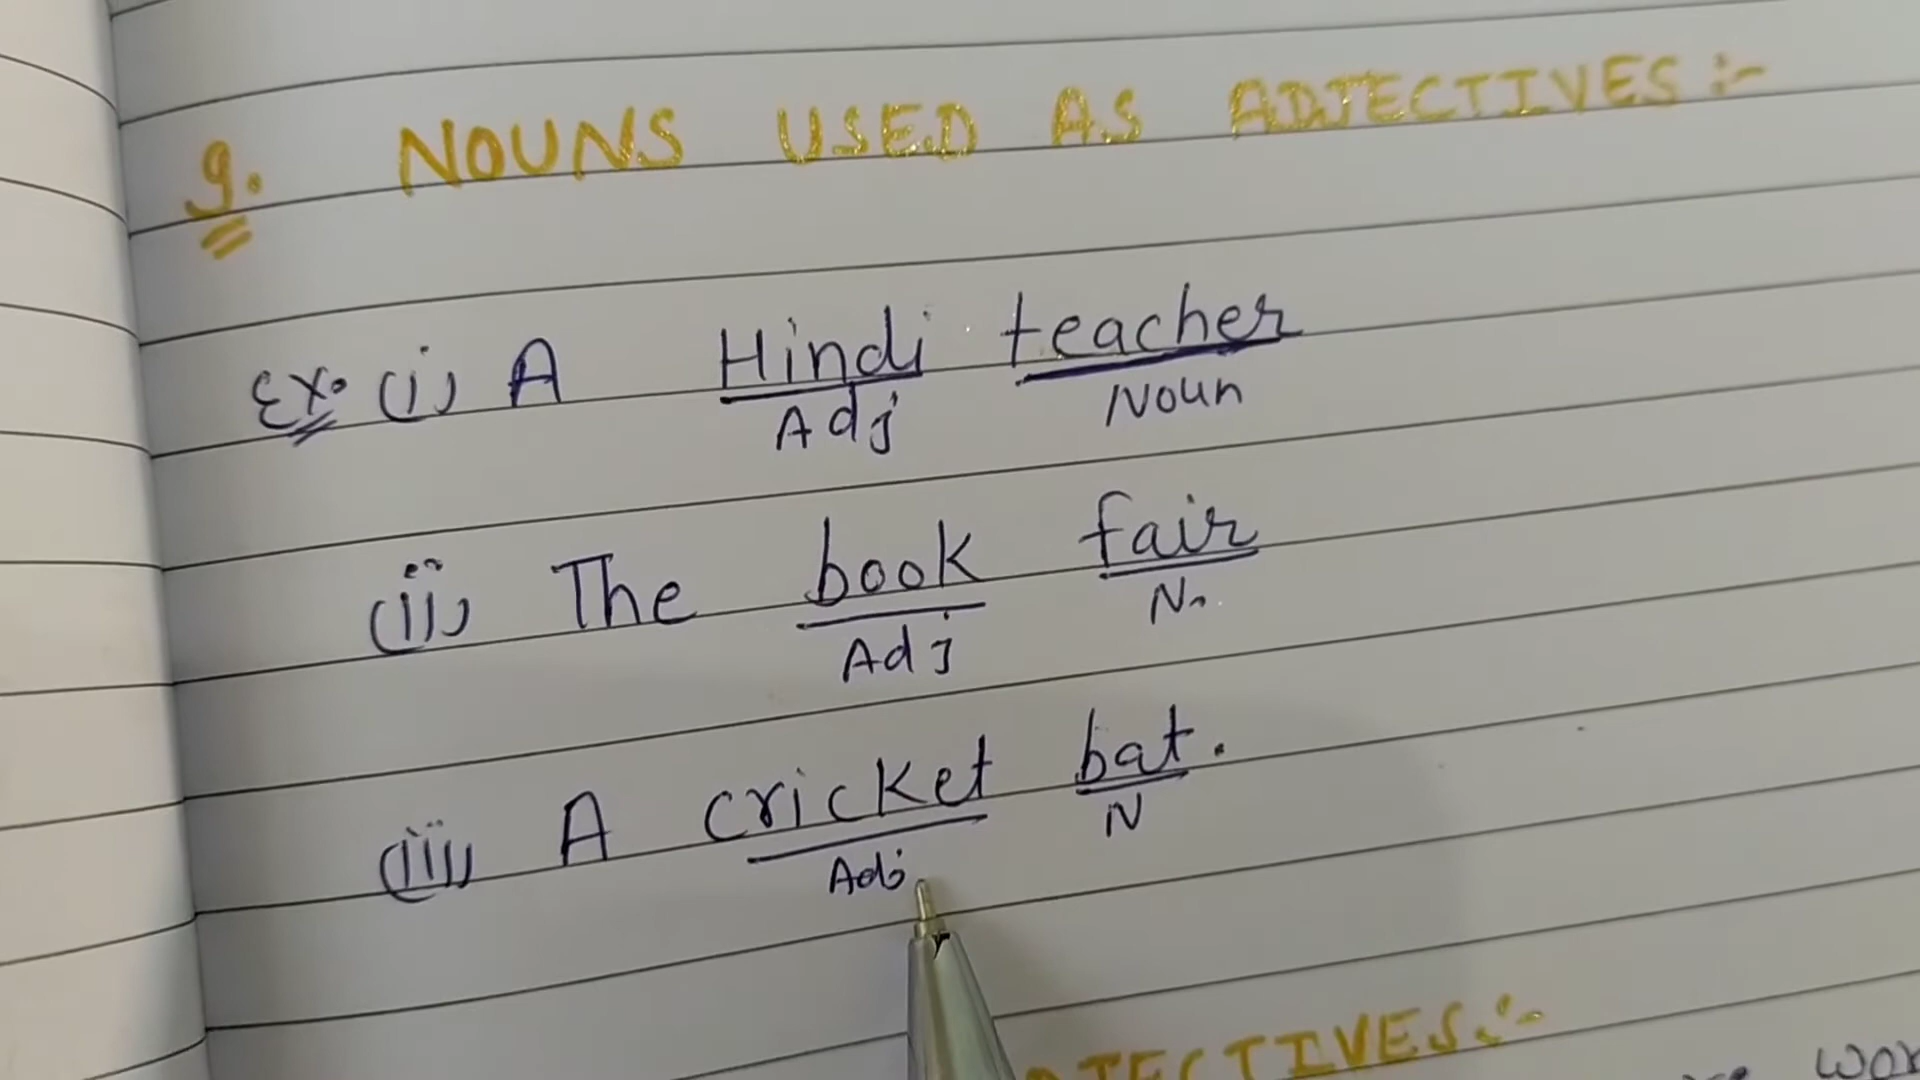 9. NOUNS USED AS ADJECTIVES:-
Ex. (i) A Hindi teacher
Adj Noun
(ii) The book fair
Adj N.
(iii) A cricket bat.
Adj N